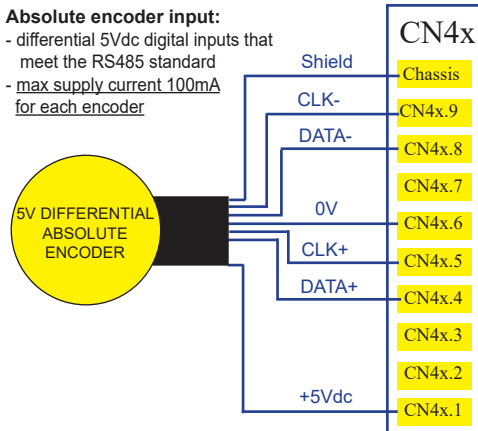 Absolute encoder input:
- differential 5Vdc digital inputs that
meet the RS485 standard
- max supply current 100mA
for each encoder
CN4x
Shield
Chassis
CLK-
CN4x.9
DATA-
CN4x.8
CN4x.7
5V DIFFERENTIAL
ABSOLUTE
ENCODER
0V
CN4x.6
CLK+
CN4x.5
DATA+
CN4x.4
CN4x.3
CN4x.2
+5Vdc
CN4x.1